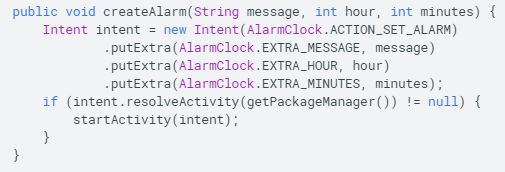 public void createAlarm(String message, int hour, int minutes) {
    Intent intent = new Intent(AlarmClock.ACTION_SET_ALARM)
            .putExtra(AlarmClock.EXTRA_MESSAGE, message)
            .putExtra(AlarmClock.EXTRA_HOUR, hour)
            .putExtra(AlarmClock.EXTRA_MINUTES, minutes);
    if (intent.resolveActivity(getPackageManager()) != null) {
        startActivity(intent);
    }
}